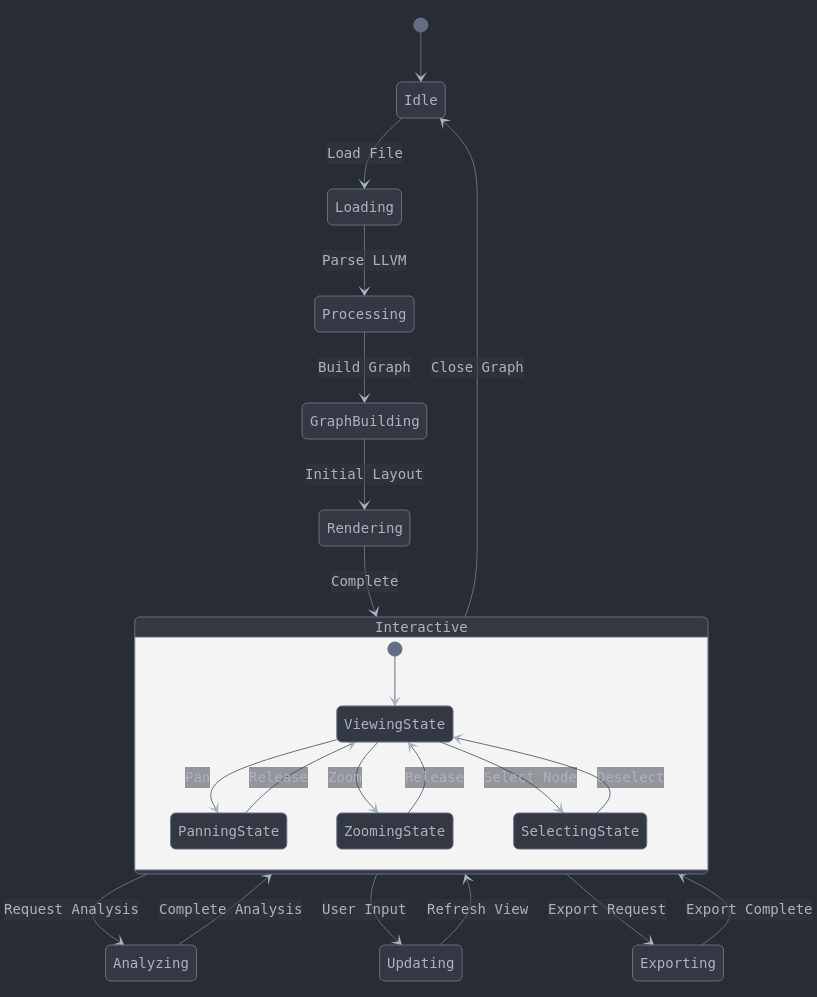 Idle
Load File
Loading
Parse LLVM
Processing
Build Graph
Close Graph
GraphBuilding
Initial Layout
Rendering
Complete
Interactive
ViewingState
Pan
Release
Zoom
Release
Select Node
Deselect
PanningState
ZoomingState
SelectingState
Request Analysis
Complete Analysis
User Input
Refresh View
Export Request
Export Complete
Analyzing
Updating
Exporting